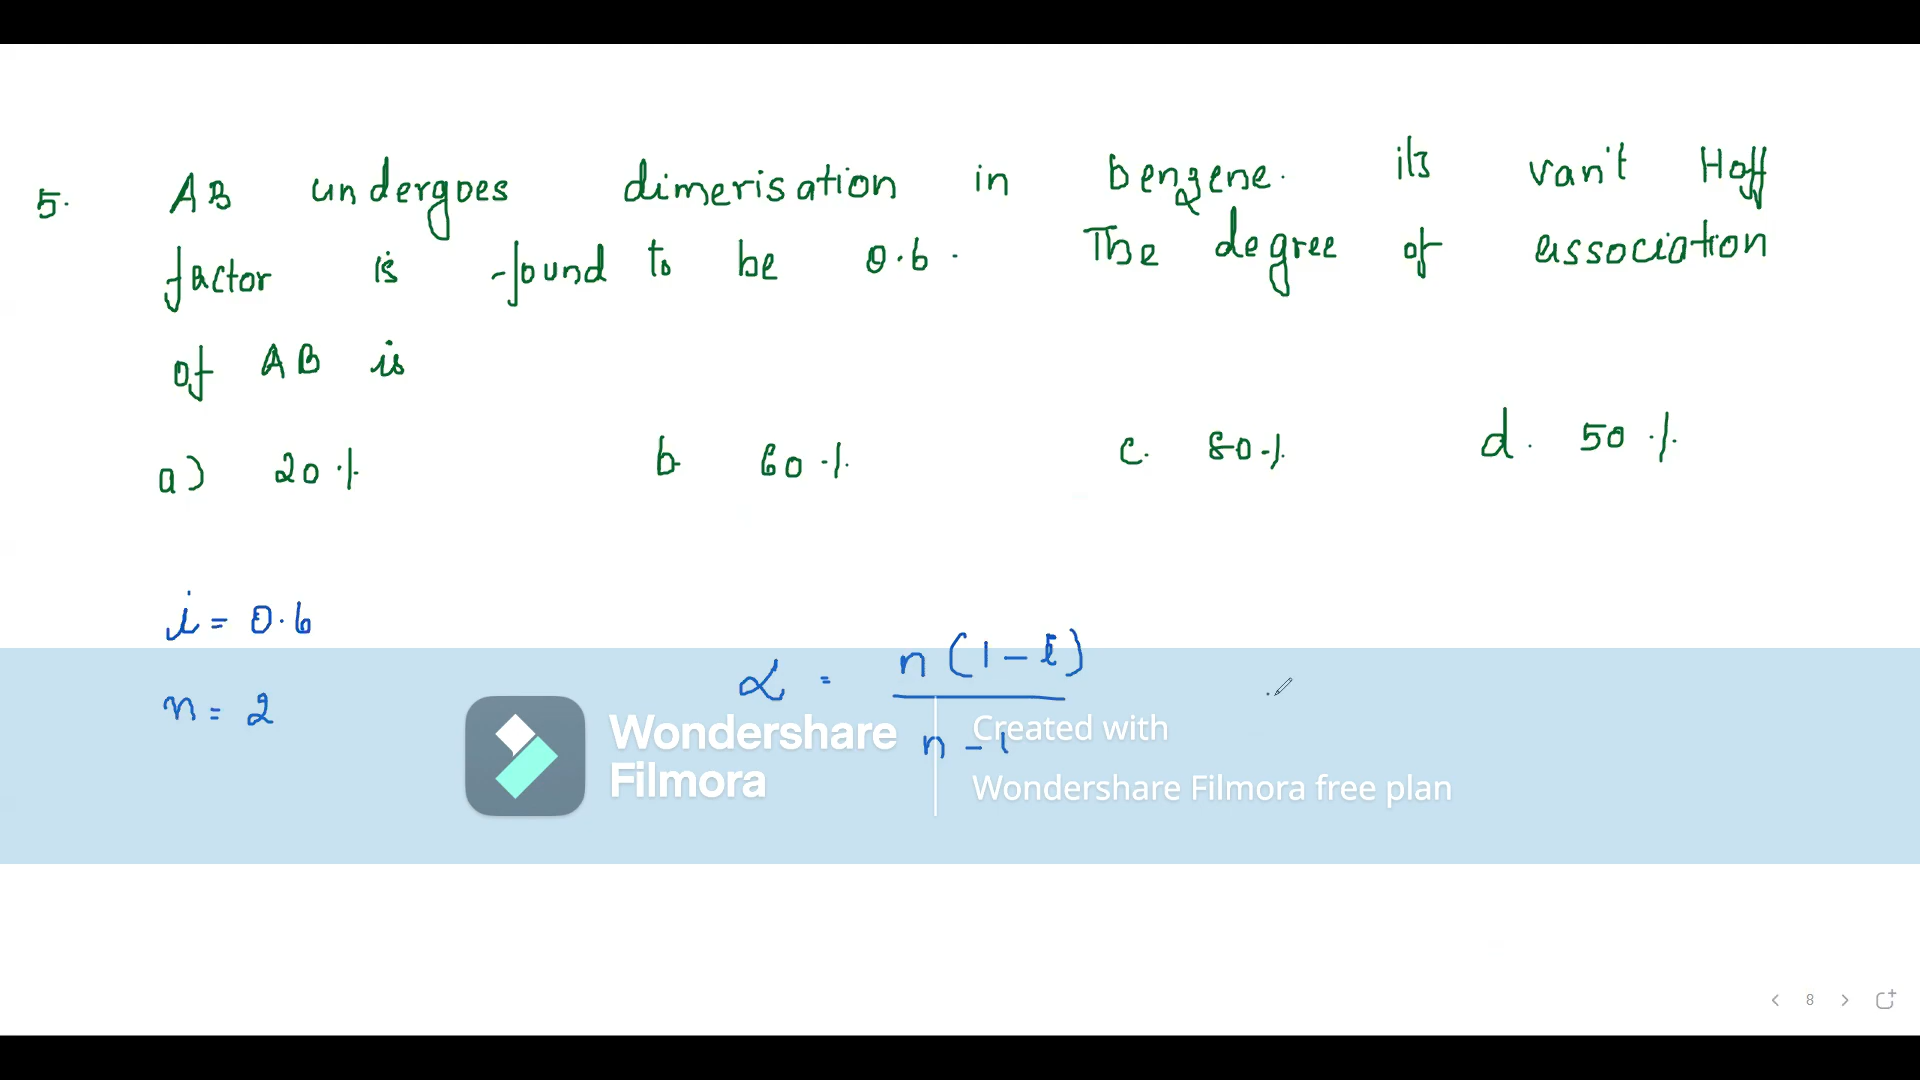 5. AB undergoes dimerisation in benzene. its van't Hoff
factor is found to be 0.6. The degree of association
of AB is
a) 20% b 60% c. 80% d. 50%
i = 0.6
α = n(1-i)
n = 2
n-1
Wondershare
Filmora
Created with
Wondershare Filmora free plan
8